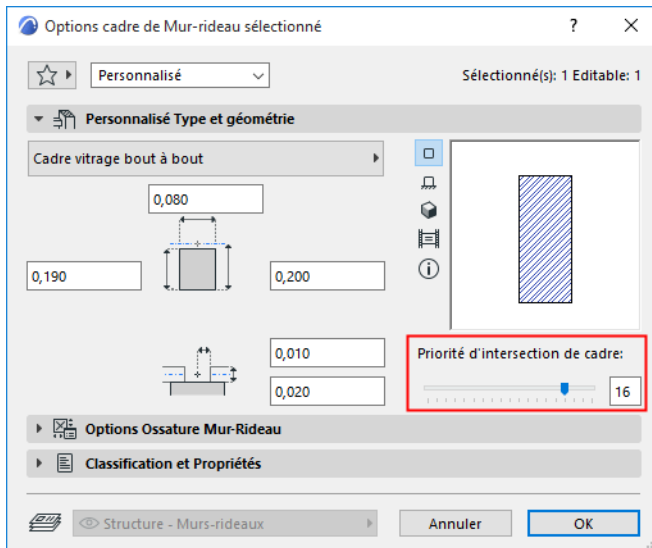 Options cadre de Mur-rideau sélectionné
Personnalisé
Sélectionné(s): 1 Editable: 1
Personnalisé Type et géométrie
Cadre vitrage bout à bout
0,080
0,190
0,200
0,010
0,020
Priorité d'intersection de cadre:
16
Options Ossature Mur-Rideau
Classification et Propriétés
Structure - Murs-rideaux
Annuler
OK